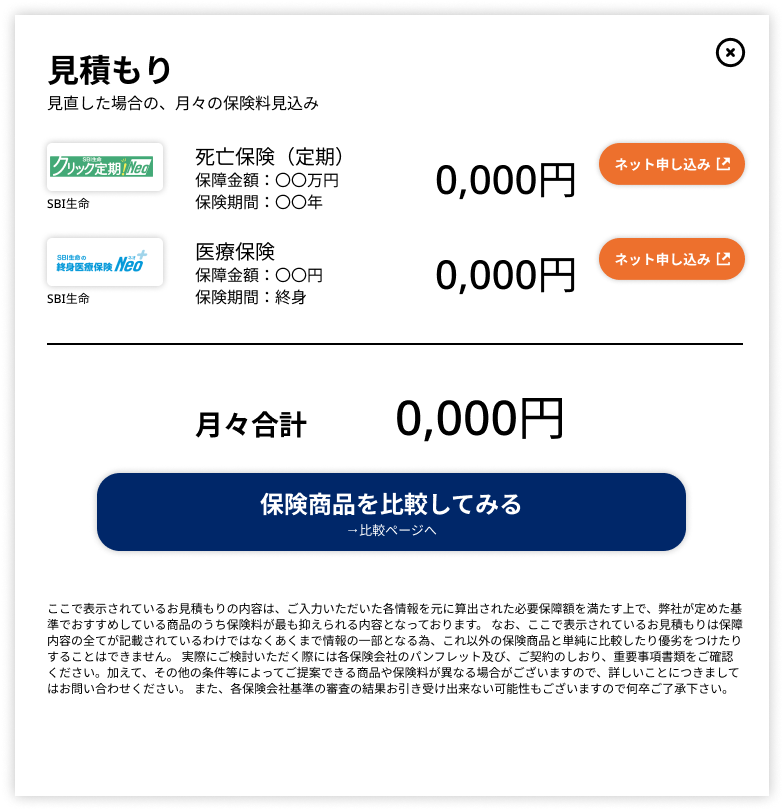 見積もり
見直した場合の、月々の保険料見込み
SBI生命
クリック定期!Neo
SBI生命
死亡保険（定期）
保障金額：〇〇万円
保険期間：〇〇年
0,000円
ネット申し込み
SBI生命の
終身医療保険 Neo
SBI生命
医療保険
保障金額：〇〇円
保険期間：終身
0,000円
ネット申し込み
月々合計
0,000円
保険商品を比較してみる
→比較ページへ
ここで表示されているお見積もりの内容は、ご入力いただいた各情報を元に算出された必要保障額を満たす上で、弊社が定めた基
準でおすすめしている商品のうち保険料が最も抑えられる内容となっております。 なお、ここで表示されているお見積もりは保障
内容の全てが記載されているわけではなくあくまで情報の一部となる為、これ以外の保険商品と単純に比較したり優劣をつけたり
することはできません。 実際にご検討いただく際には各保険会社のパンフレット及び、ご契約のしおり、重要事項書類をご確認
ください。加えて、その他の条件等によってご提案できる商品や保険料が異なる場合がございますので、詳しいことにつきまして
はお問い合わせください。 また、各保険会社基準の審査の結果お引き受け出来ない可能性もございますので何卒ご了承下さい。